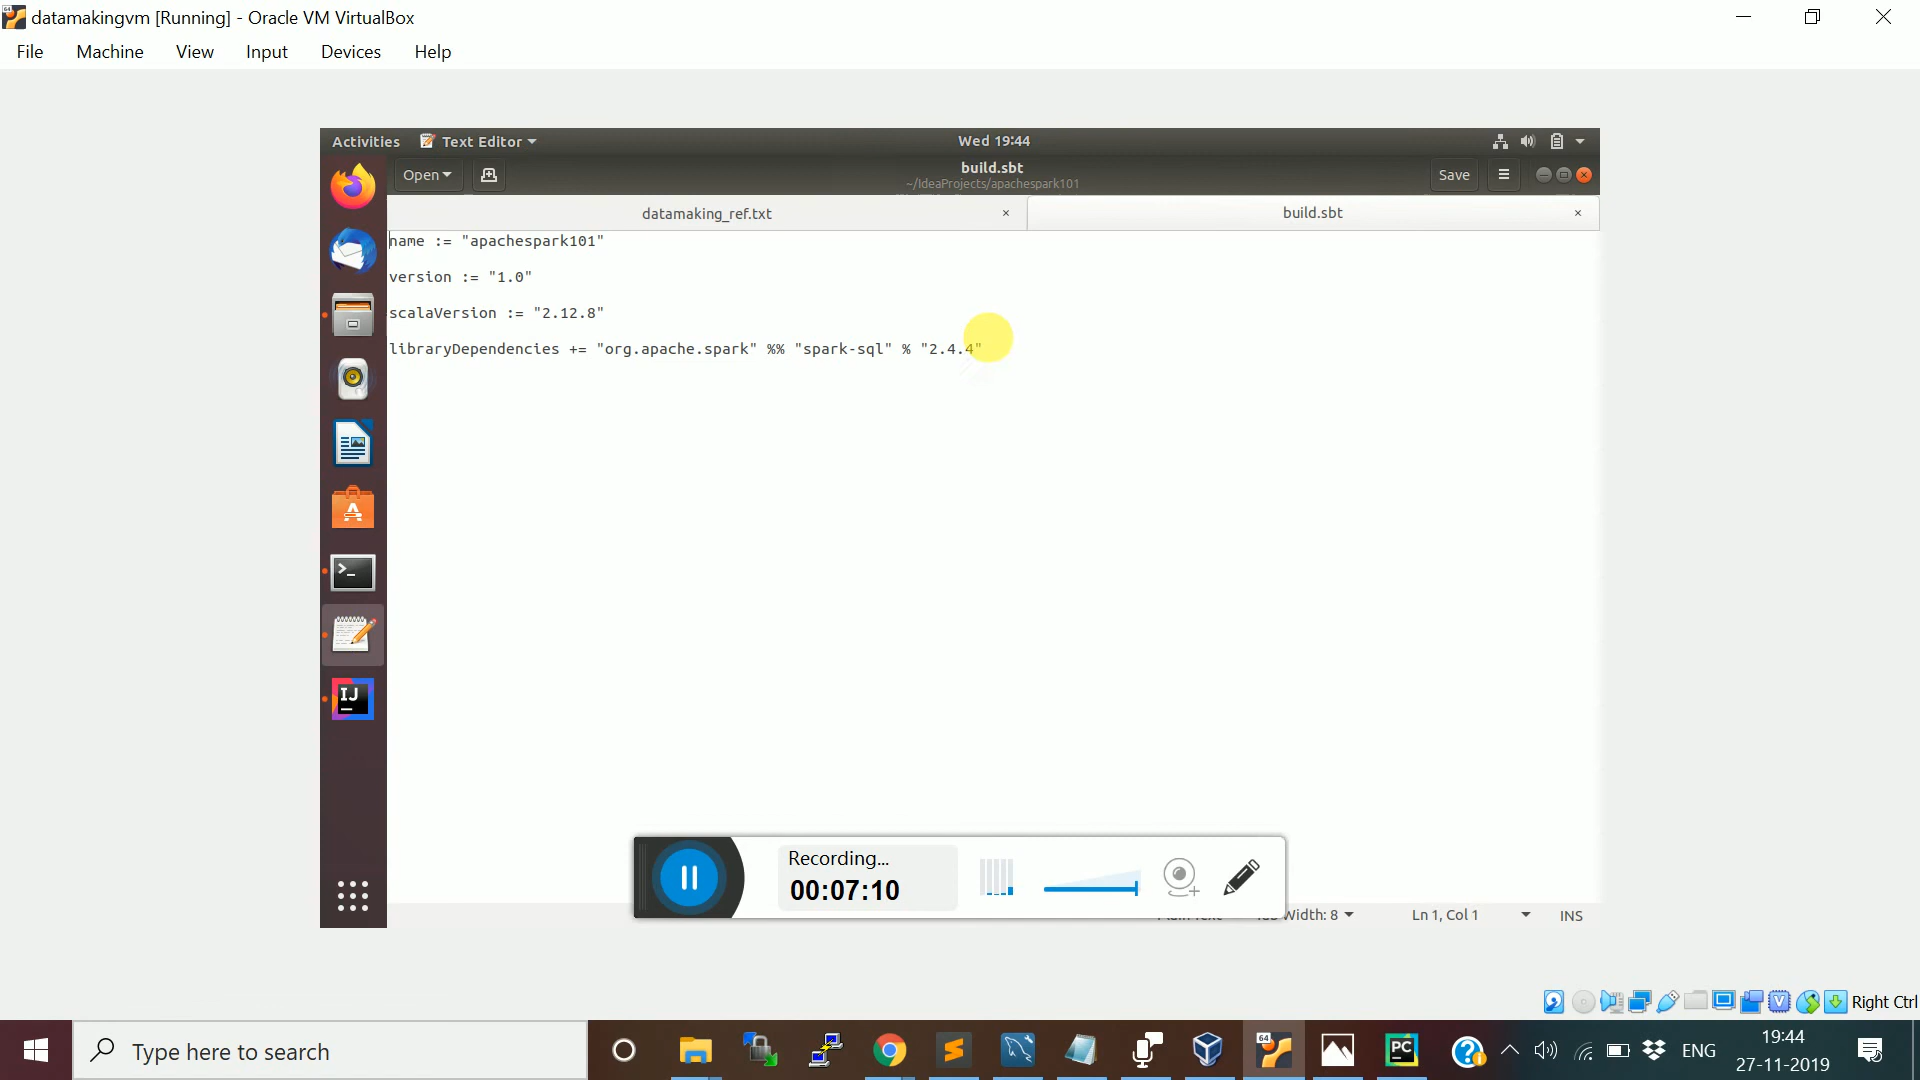 datamakingvm [Running] - Oracle VM VirtualBox
File Machine View Input Devices Help
Activities Text Editor Wed 19:44
Open build.sbt Save
~/IdeaProjects/apachespark101
datamaking_ref.txt × build.sbt ×
name := "apachespark101"
version := "1.0"
scalaVersion := "2.12.8"
libraryDependencies += "org.apache.spark" %% "spark-sql" % "2.4.4"
IJ
Recording...
00:07:10
Width: 8 Ln 1, Col 1 INS
Right Ctrl
Type here to search
64
PC
ENG
19:44
27-11-2019